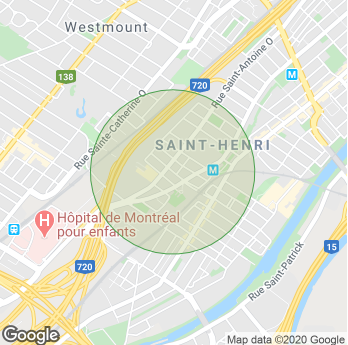 Westmount
138
720
Rue Saint-Antoine O
M
Rue Sainte-Catherine O
SAINT-HENRI
M
H
Hôpital de Montréal
pour enfants
720
15
Rue Saint-Patrick
Google
Google
Map data ©2020 Google